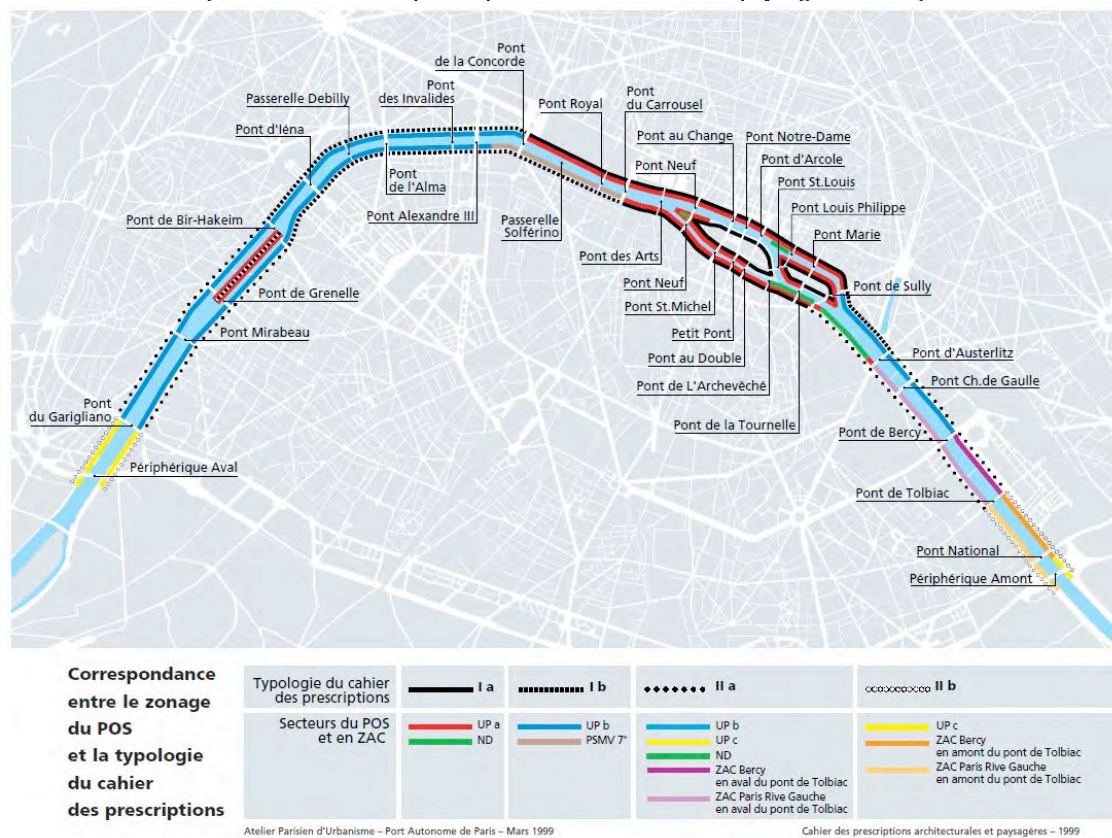 Pont
de la Concorde
Pont
des Invalides
Passerelle Debilly
Pont d'Iéna
Pont Royal
Pont
du Carrousel
Pont au Change
Pont Notre-Dame
Pont d'Arcole
Pont Neuf
Pont St.Louis
Pont
de l'Alma
Pont Louis Philippe
Pont de Bir-Hakeim
Pont Alexandre III
Passerelle
Solférino
Pont Marie
Pont des Arts
Pont de Grenelle
Pont Neuf
Pont de Sully
Pont St.Michel
Pont Mirabeau
Petit Pont
Pont au Double
Pont d'Austerlitz
Pont de L'Archevêché
Pont Ch.de Gaulle
Pont
du Garigliano
Pont de la Tournelle
Pont de Bercy
Périphérique Aval
Pont de Tolbiac
Pont National
Périphérique Amont
Correspondance
entre le zonage
du POS
et la typologie
du cahier
des prescriptions
Typologie du cahier
des prescriptions
I a
I b
II a
II b
Secteurs du POS
et en ZAC
UP a
ND
UP b
PSMV 7°
UP b
UP c
ND
ZAC Bercy
en aval du pont de Tolbiac
ZAC Paris Rive Gauche
en aval du pont de Tolbiac
UP c
ZAC Bercy
en amont du pont de Tolbiac
ZAC Paris Rive Gauche
en amont du pont de Tolbiac
Atelier Parisien d'Urbanisme – Port Autonome de Paris – Mars 1999
Cahier des prescriptions architecturales et paysagères – 1999